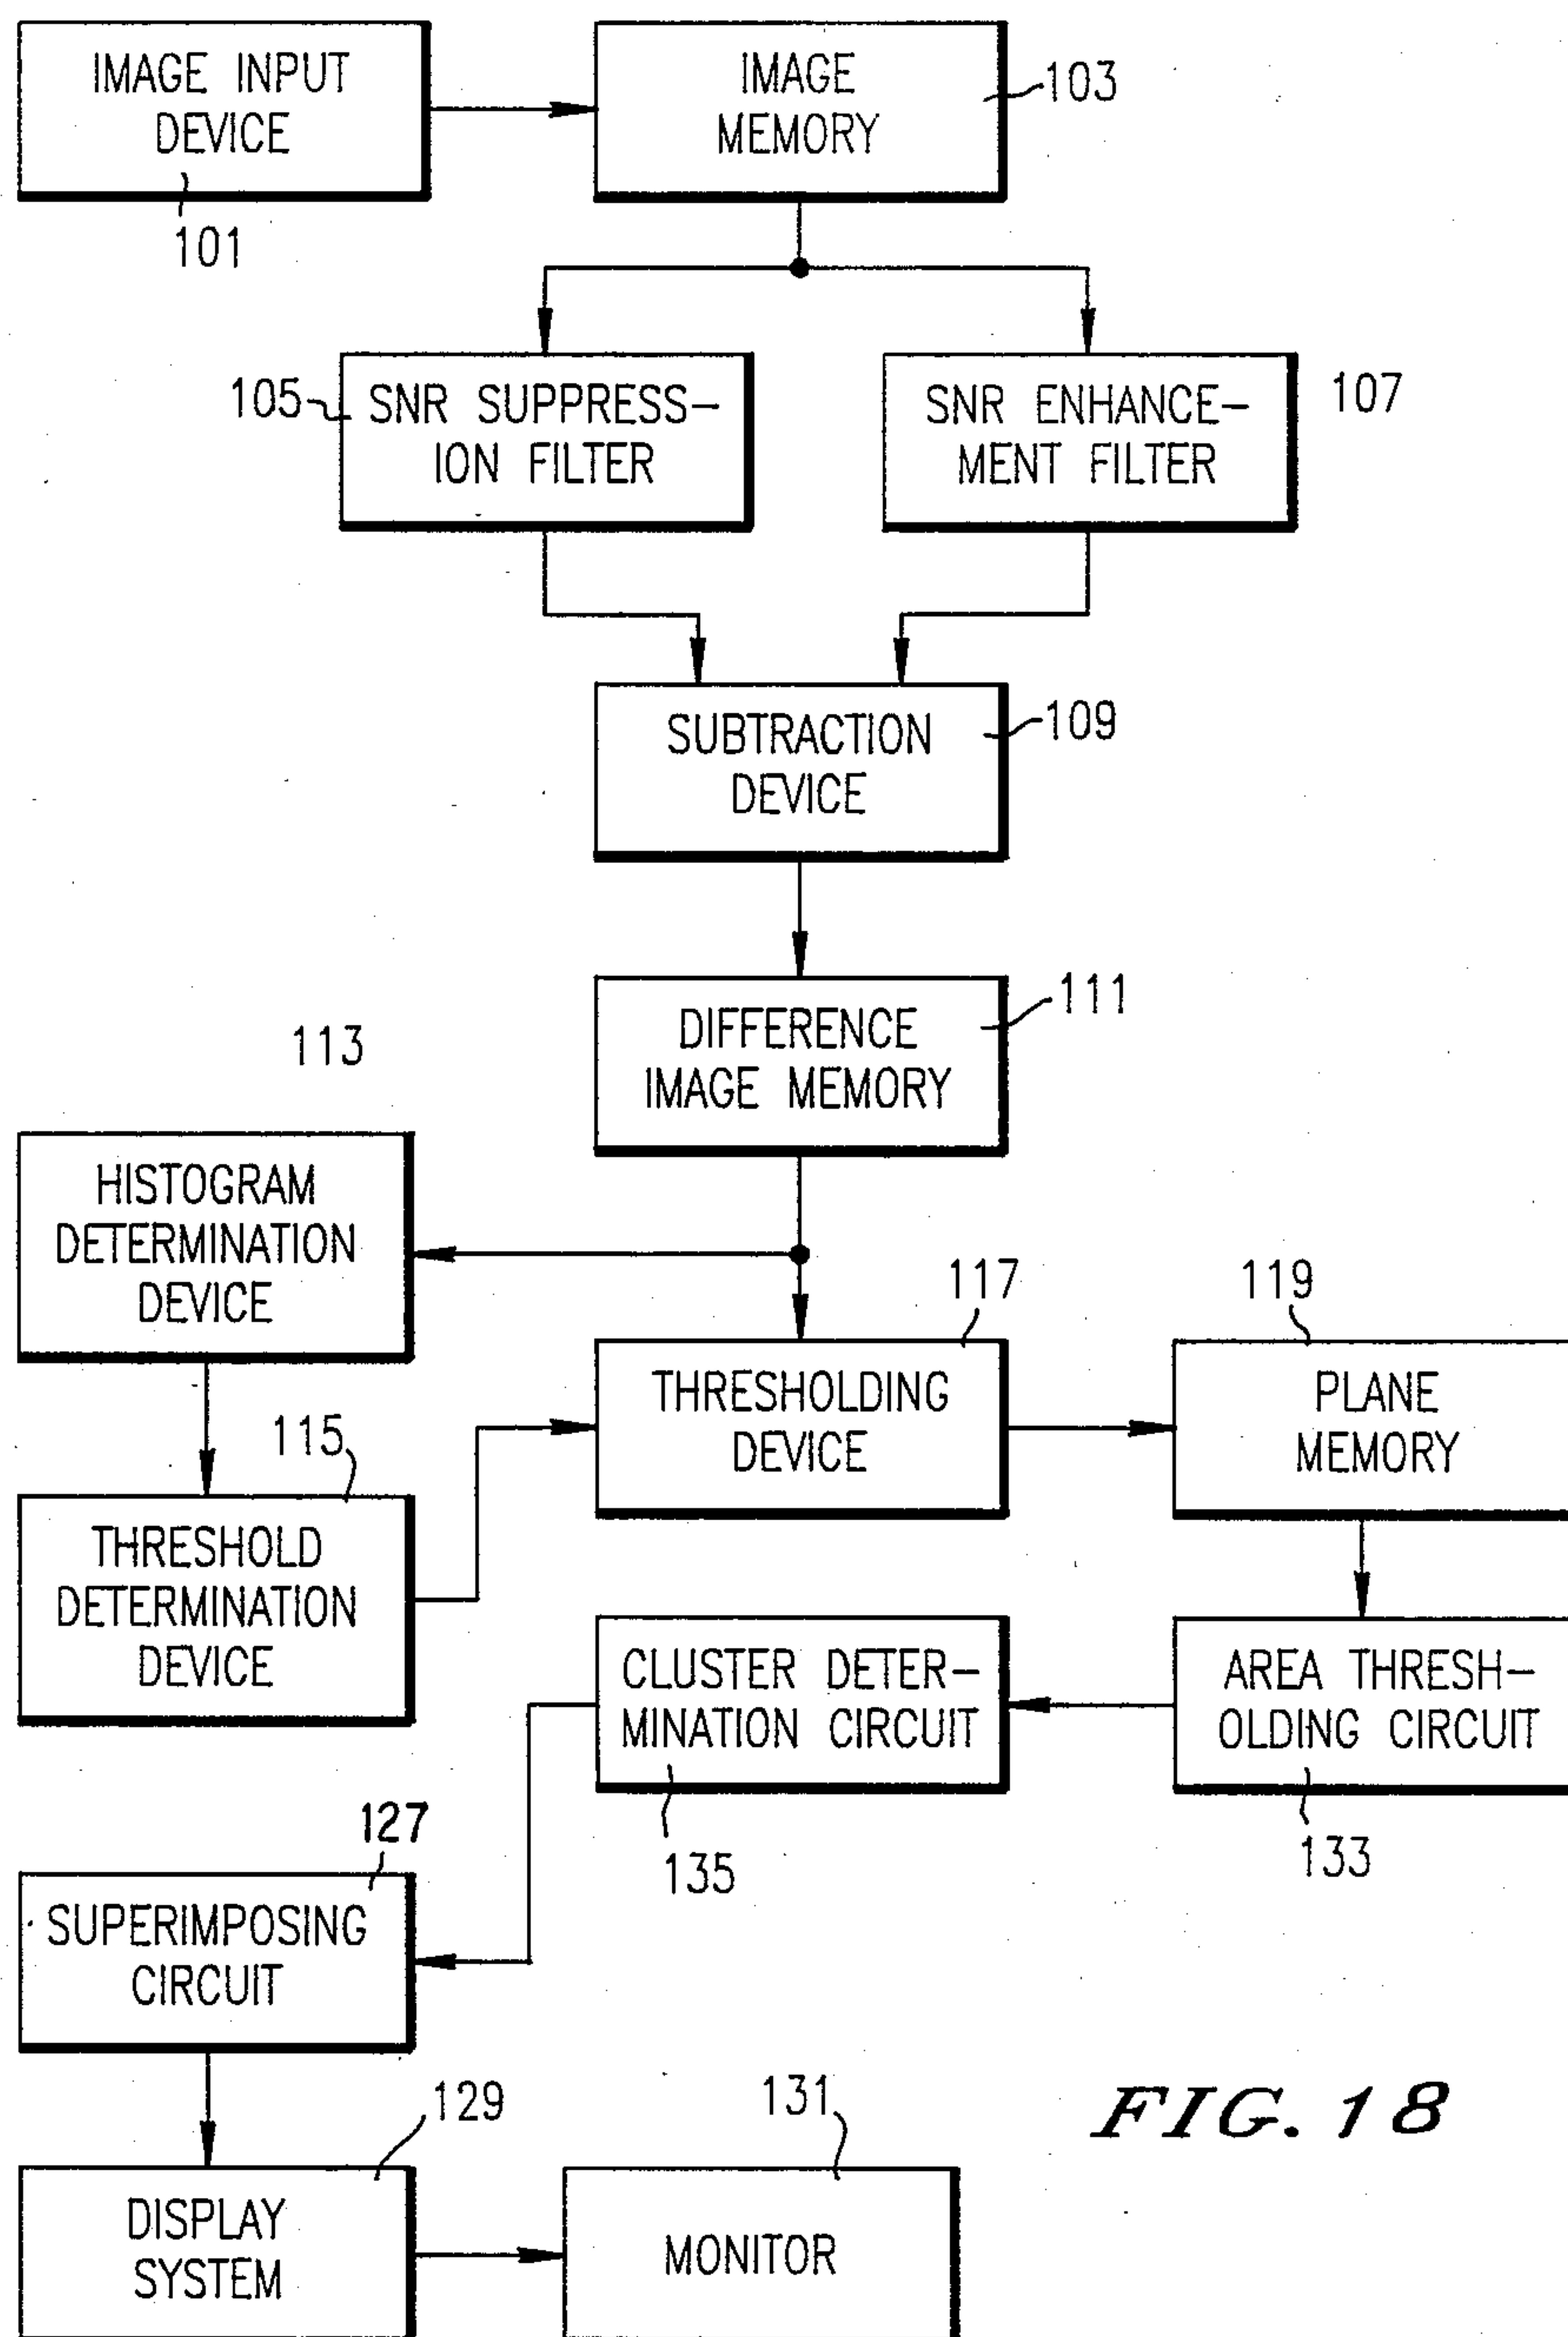 IMAGE INPUT
DEVICE
101
IMAGE
MEMORY
103
105
SNR SUPPRESS-
ION FILTER
SNR ENHANCE-
MENT FILTER
107
SUBTRACTION
DEVICE
109
DIFFERENCE
IMAGE MEMORY
111
113
HISTOGRAM
DETERMINATION
DEVICE
115
THRESHOLD
DETERMINATION
DEVICE
117
THRESHOLDING
DEVICE
119
PLANE
MEMORY
AREA THRESH-
OLDING CIRCUIT
133
CLUSTER DETER-
MINATION CIRCUIT
135
127
SUPERIMPOSING
CIRCUIT
129
DISPLAY
SYSTEM
131
MONITOR
FIG. 18